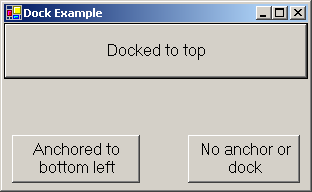 Dock Example
Docked to top
Anchored to
bottom left
No anchor or
dock